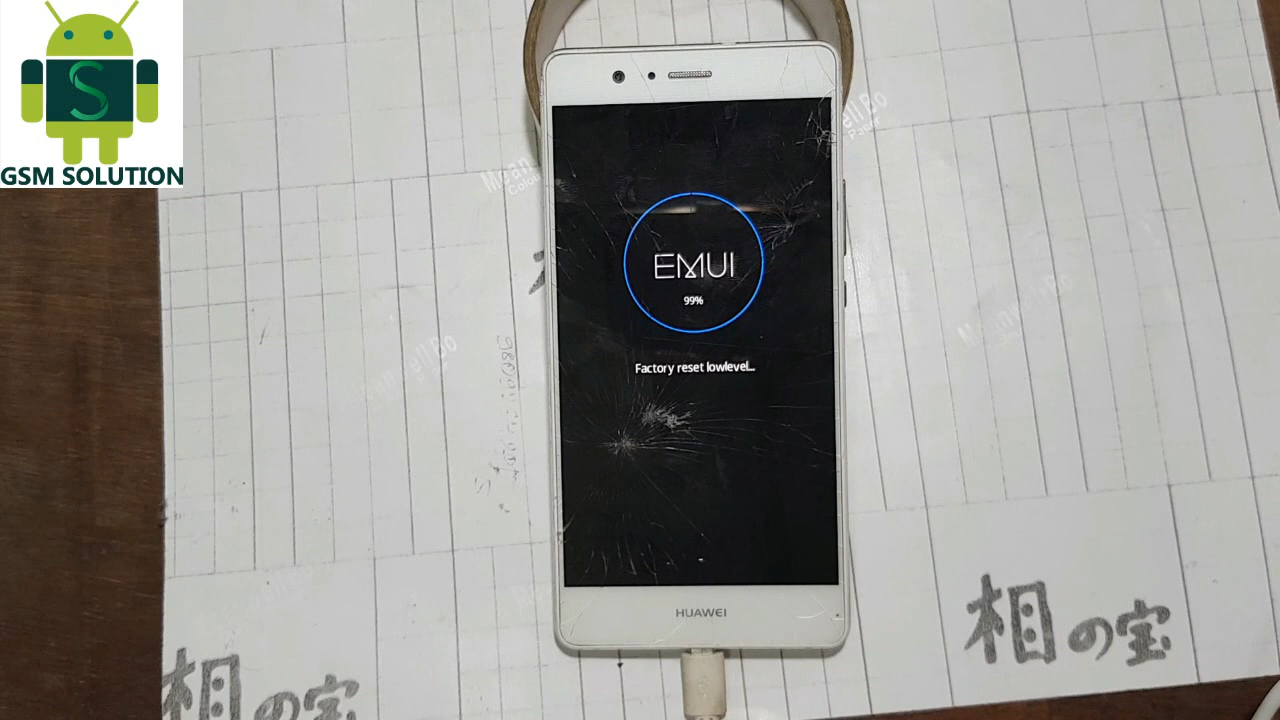 S
GSM SOLUTION
EMUI
99%
Factory reset lowlevel...
HUAWEI
相の宝
相の宝